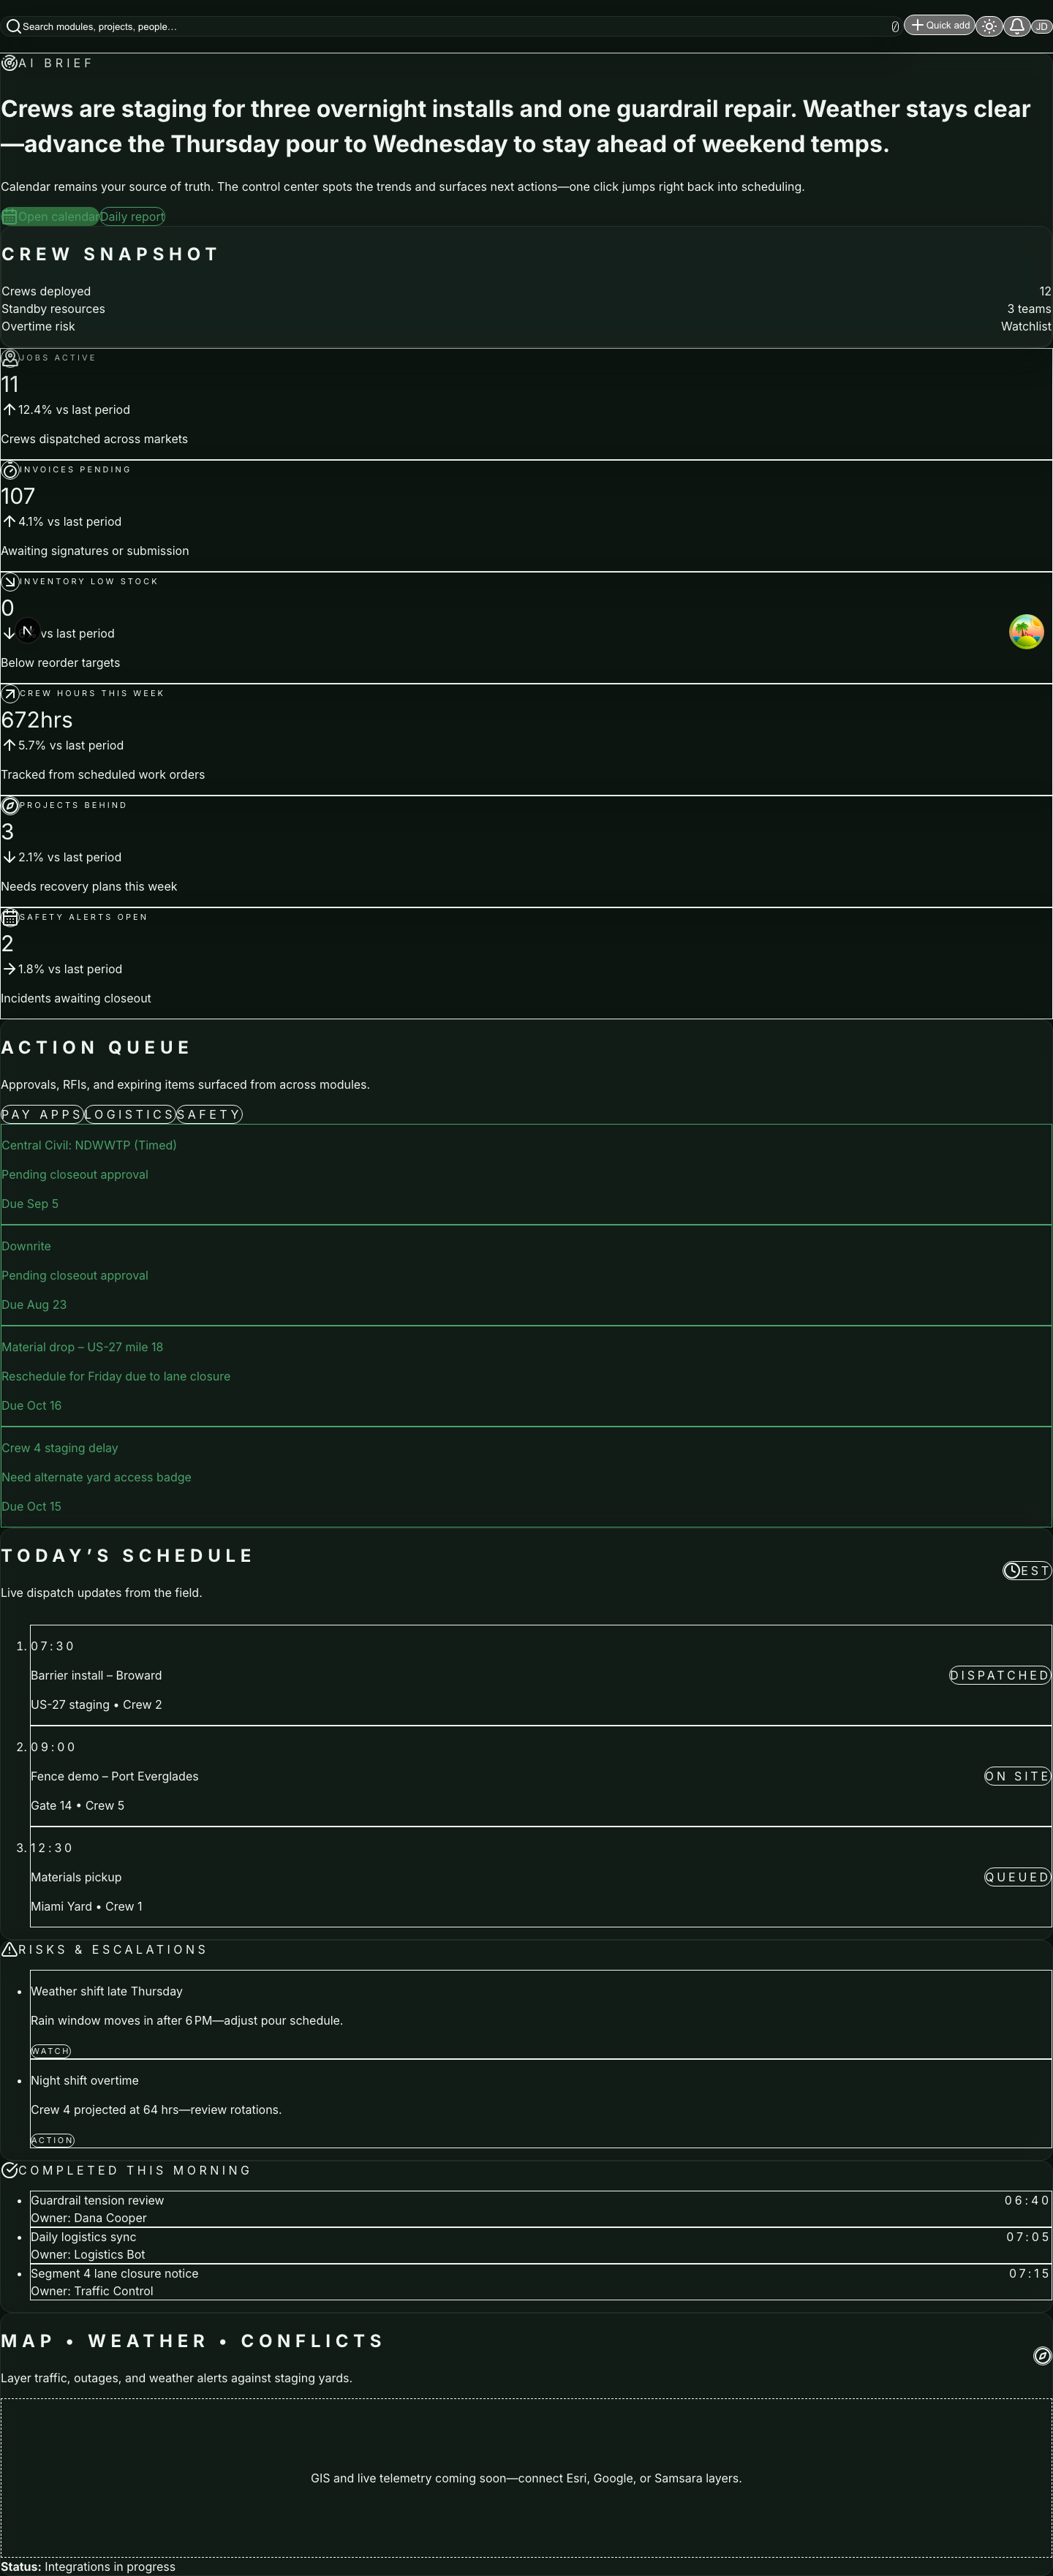 Search modules, projects, people…
/
Quick add
JD
AI BRIEF
Crews are staging for three overnight installs and one guardrail repair. Weather stays clear
—advance the Thursday pour to Wednesday to stay ahead of weekend temps.
Calendar remains your source of truth. The control center spots the trends and surfaces next actions—one click jumps right back into scheduling.
Open calendar
Daily report
CREW SNAPSHOT
Crews deployed 12
Standby resources 3 teams
Overtime risk Watchlist
JOBS ACTIVE
11
12.4% vs last period
Crews dispatched across markets
INVOICES PENDING
107
4.1% vs last period
Awaiting signatures or submission
INVENTORY LOW STOCK
0
N
vs last period
Below reorder targets
CREW HOURS THIS WEEK
672hrs
5.7% vs last period
Tracked from scheduled work orders
PROJECTS BEHIND
3
2.1% vs last period
Needs recovery plans this week
SAFETY ALERTS OPEN
2
1.8% vs last period
Incidents awaiting closeout
ACTION QUEUE
Approvals, RFIs, and expiring items surfaced from across modules.
PAY APPS LOGISTICS SAFETY
Central Civil: NDWWTP (Timed)
Pending closeout approval
Due Sep 5
Downrite
Pending closeout approval
Due Aug 23
Material drop – US-27 mile 18
Reschedule for Friday due to lane closure
Due Oct 16
Crew 4 staging delay
Need alternate yard access badge
Due Oct 15
TODAY’S SCHEDULE
EST
Live dispatch updates from the field.
1. 07:30
Barrier install – Broward
DISPATCHED
US-27 staging • Crew 2
2. 09:00
Fence demo – Port Everglades
ON SITE
Gate 14 • Crew 5
3. 12:30
Materials pickup
QUEUED
Miami Yard • Crew 1
RISKS & ESCALATIONS
• Weather shift late Thursday
Rain window moves in after 6 PM—adjust pour schedule.
WATCH
• Night shift overtime
Crew 4 projected at 64 hrs—review rotations.
ACTION
COMPLETED THIS MORNING
• Guardrail tension review 06:40
Owner: Dana Cooper
• Daily logistics sync 07:05
Owner: Logistics Bot
• Segment 4 lane closure notice 07:15
Owner: Traffic Control
MAP • WEATHER • CONFLICTS
Layer traffic, outages, and weather alerts against staging yards.
GIS and live telemetry coming soon—connect Esri, Google, or Samsara layers.
Status: Integrations in progress